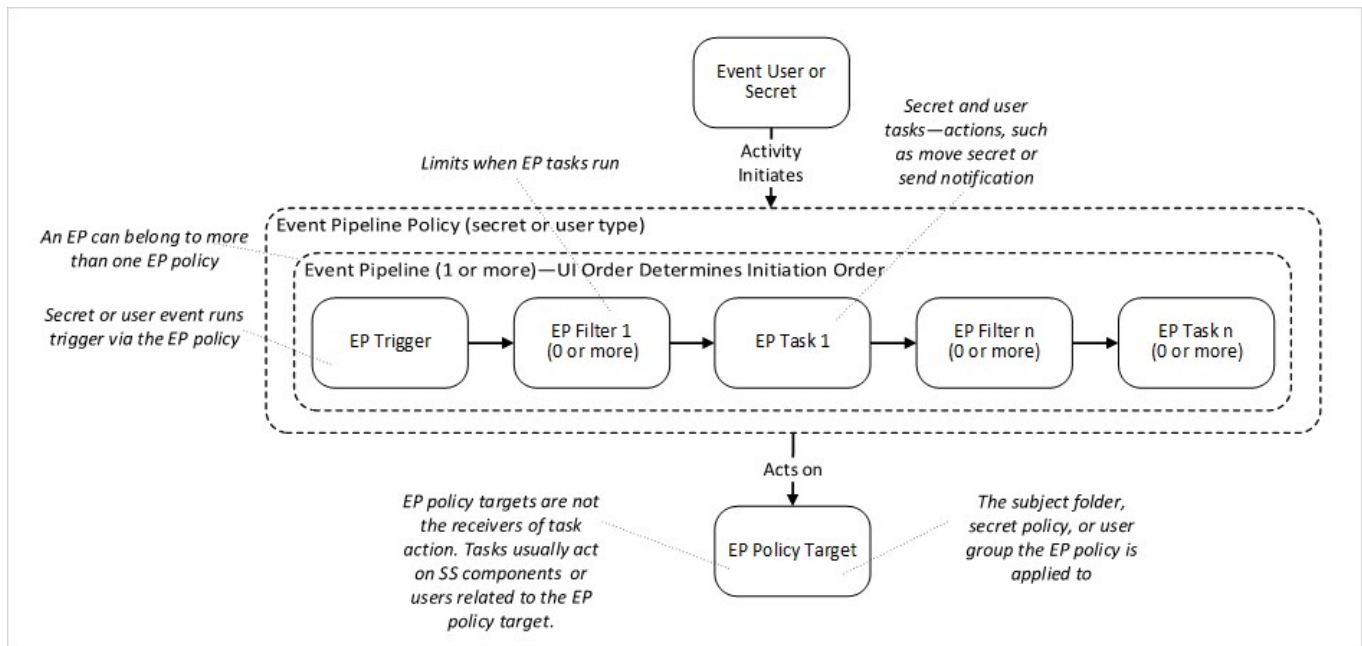 Event User or
Secret
Secret and user
tasks—actions, such
as move secret or
send notification
Activity
Initiates
Limits when EP tasks run
Event Pipeline Policy (secret or user type)
An EP can belong to more
than one EP policy
Event Pipeline (1 or more)—UI Order Determines Initiation Order
Secret or user event runs
trigger via the EP policy
EP Trigger
EP Filter 1
(0 or more)
EP Task 1
EP Filter n
(0 or more)
EP Task n
(0 or more)
Acts on
EP policy targets are not
the receivers of task
action. Tasks usually act
on SS components or
users related to the EP
policy target.
EP Policy Target
The subject folder,
secret policy, or user
group the EP policy is
applied to